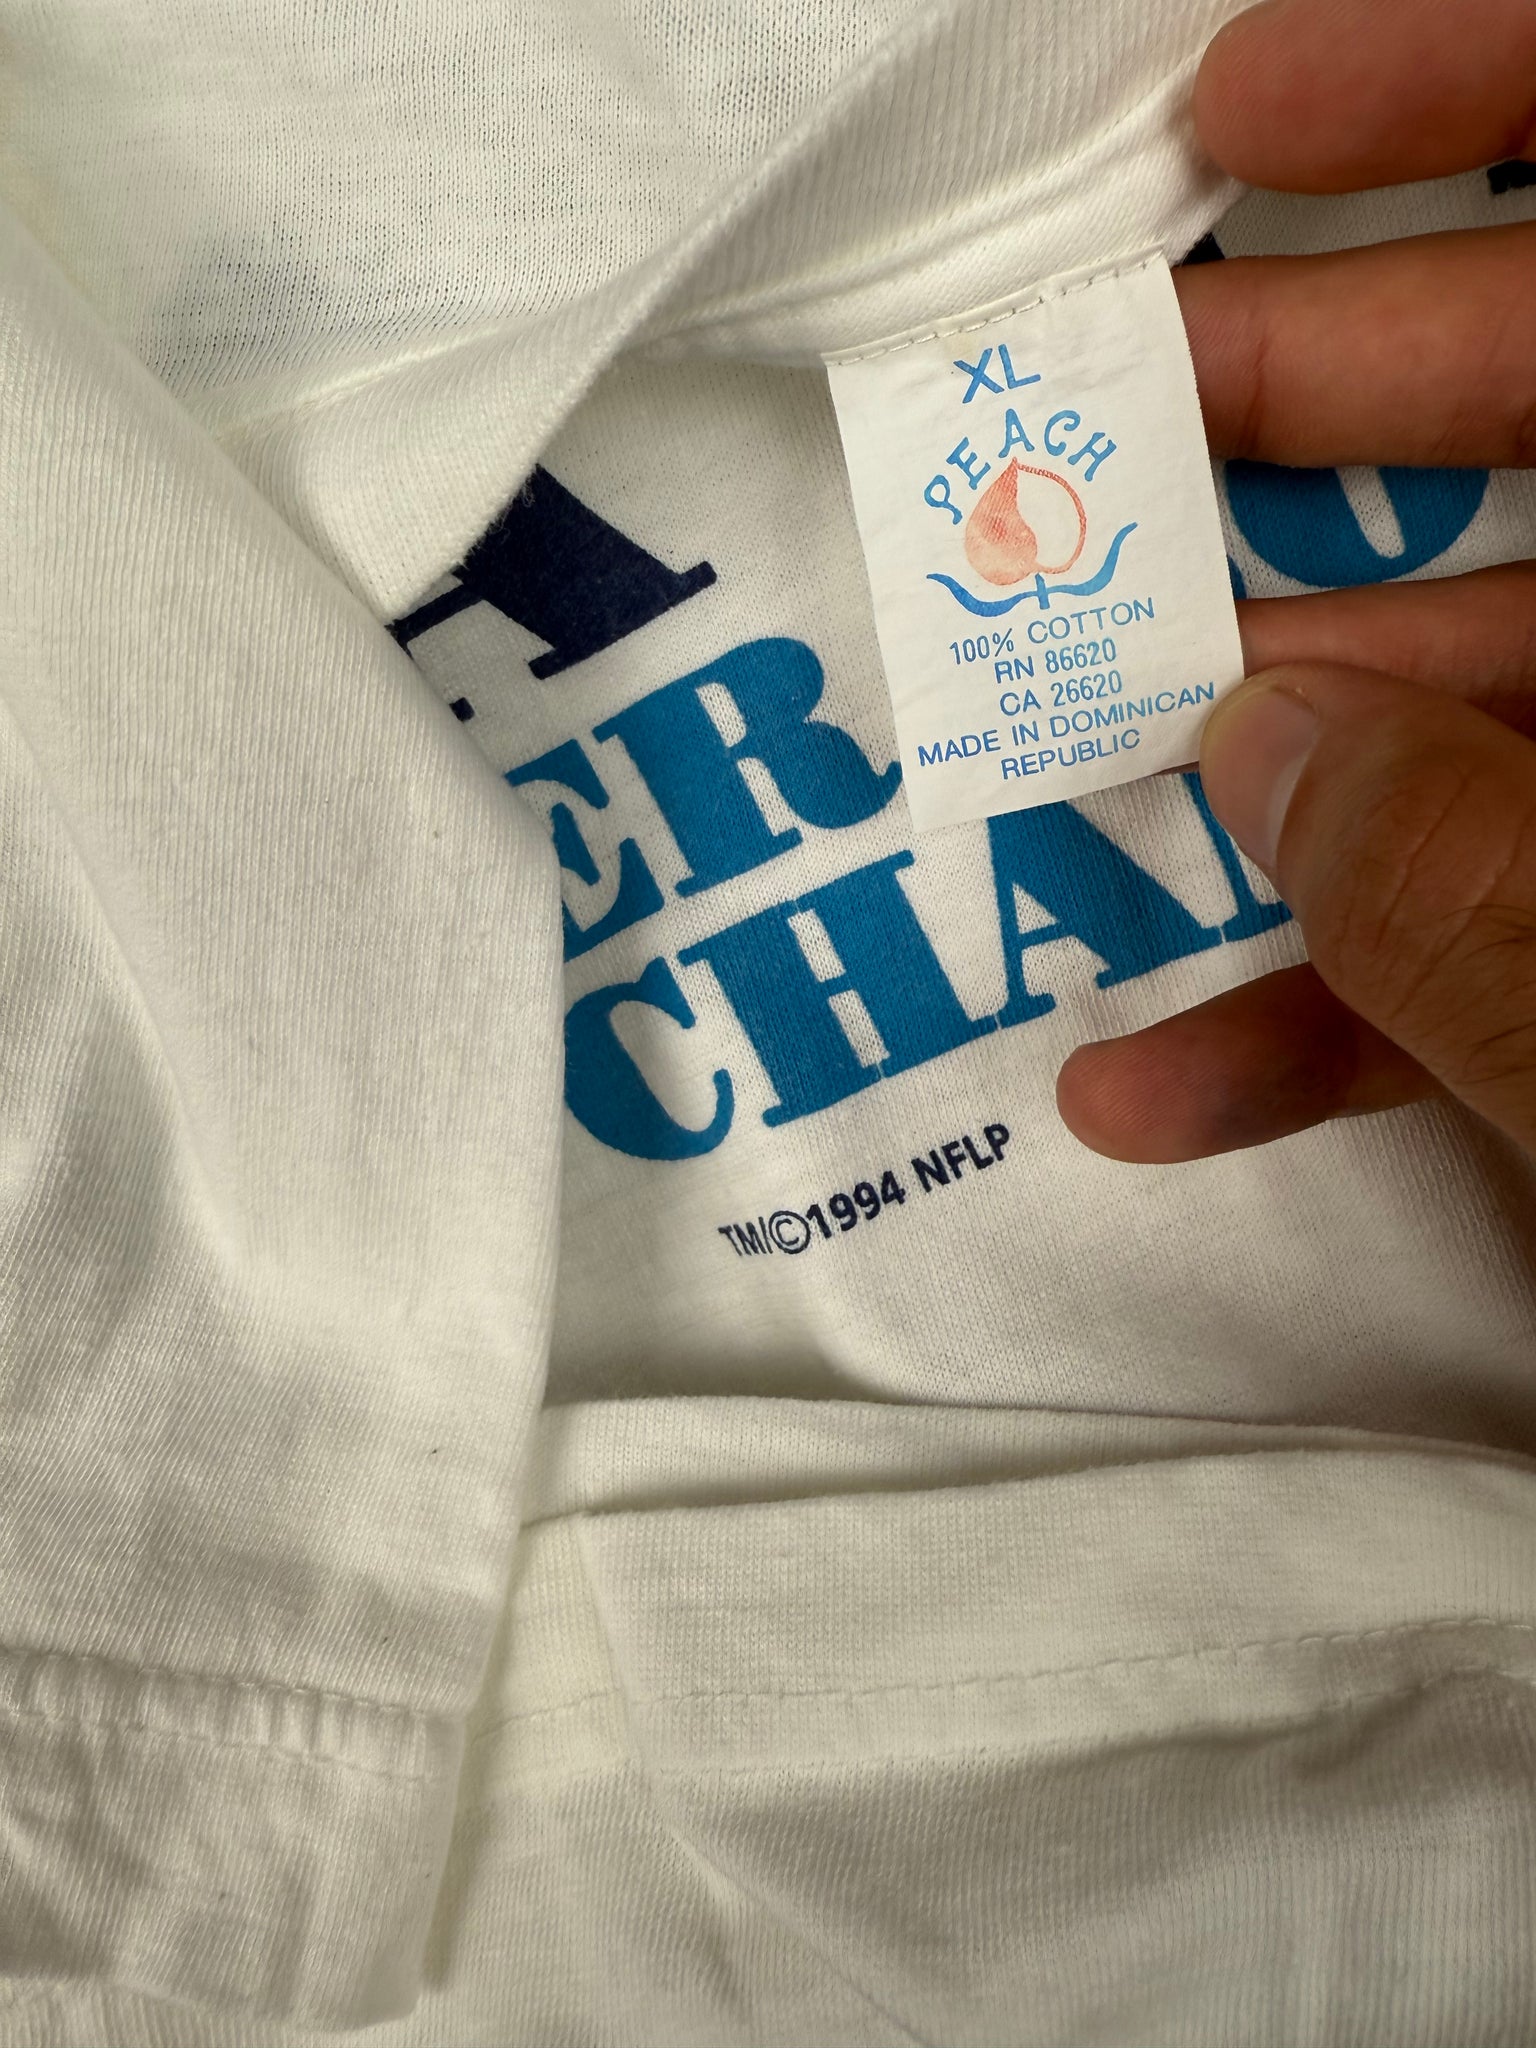 XL
PEACH
100% COTTON
RN 86620
CA 26620
MADE IN DOMINICAN
REPUBLIC
ER
CHA
TM/©1994 NFLP